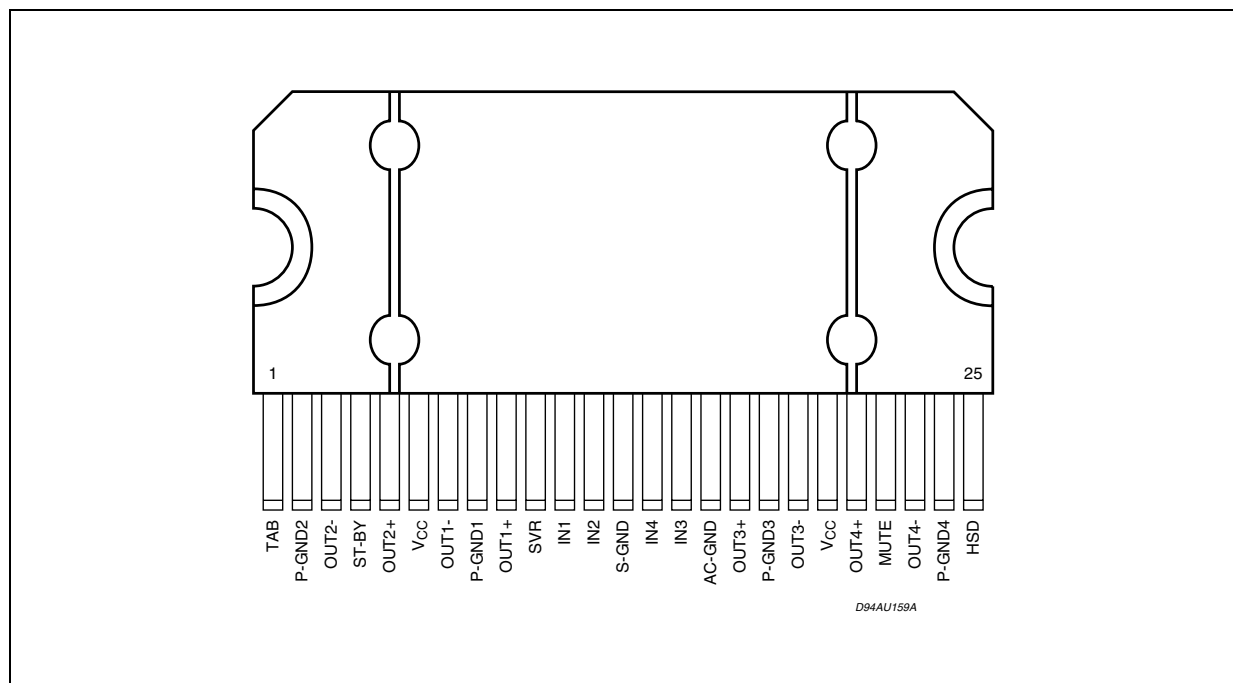 1
25
TAB
P-GND2
OUT2-
ST-BY
OUT2+
VCC
OUT1-
P-GND1
OUT1+
SVR
IN1
IN2
S-GND
IN4
IN3
AC-GND
OUT3+
P-GND3
OUT3-
VCC
OUT4+
MUTE
OUT4-
P-GND4
HSD
D94AU159A